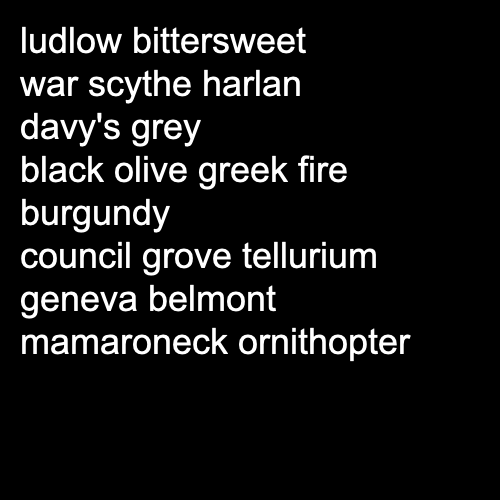 ludlow bittersweet
war scythe harlan
davy's grey
black olive greek fire
burgundy
council grove tellurium
geneva belmont
mamaroneck ornithopter